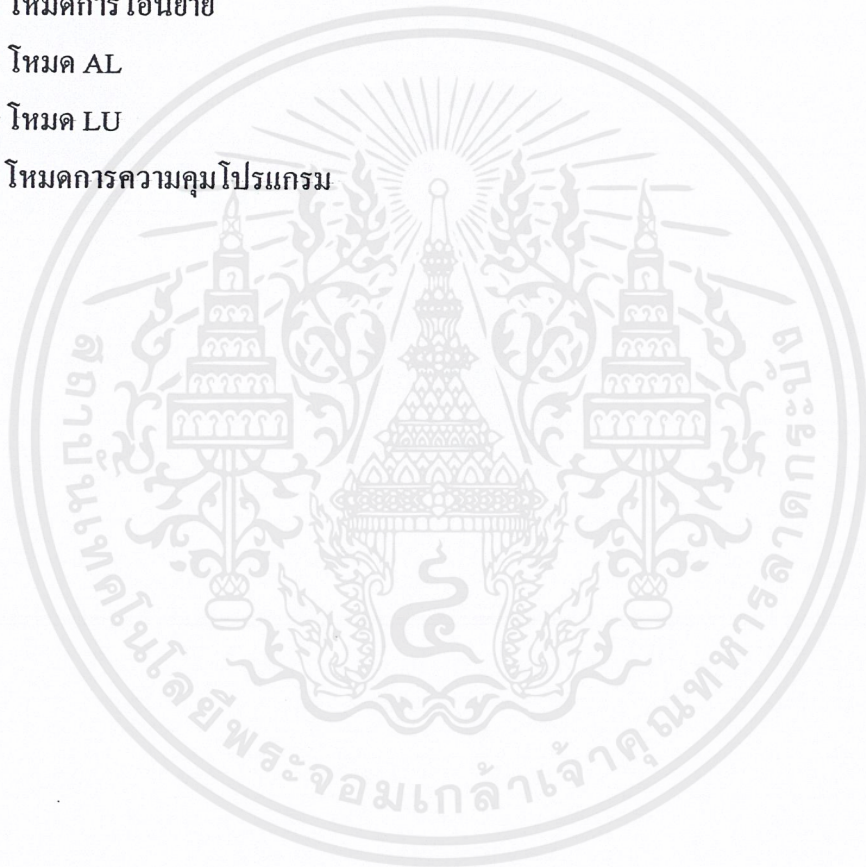 โหมดการโอนย้าย
โหมด AL
โหมด LU
โหมดการความคุมโปรแกรม
สถาบันเทคโนโลยีพระจอมเกล้าเจ้าคุณทหารลาดกระบัง
๔